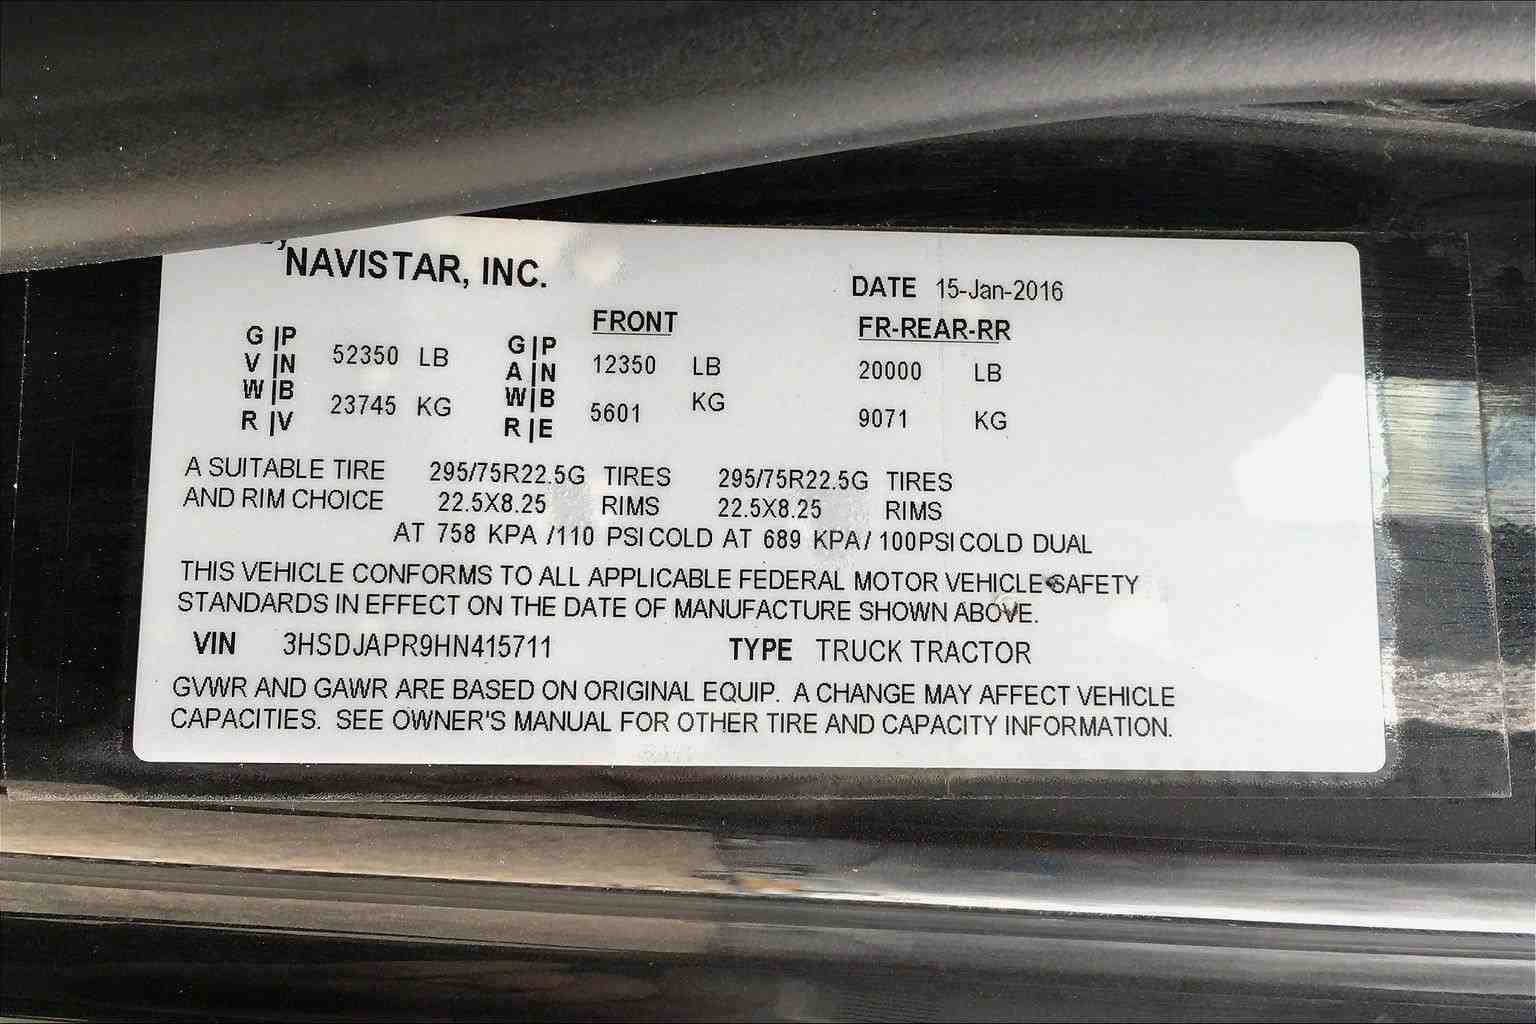 NAVISTAR, INC.
DATE 15-Jan-2016
FRONT FR-REAR-RR
G|P V|N W|B R|V 52350 LB G|P A|N W|B R|E 12350 LB 20000 LB
23745 KG 5601 KG 9071 KG
A SUITABLE TIRE 295/75R22.5G TIRES 295/75R22.5G TIRES
AND RIM CHOICE 22.5X8.25 RIMS 22.5X8.25 RIMS
AT 758 KPA /110 PSI COLD AT 689 KPA/ 100PSI COLD DUAL
THIS VEHICLE CONFORMS TO ALL APPLICABLE FEDERAL MOTOR VEHICLE SAFETY
STANDARDS IN EFFECT ON THE DATE OF MANUFACTURE SHOWN ABOVE.
VIN 3HSDJAPR9HN415711 TYPE TRUCK TRACTOR
GVWR AND GAWR ARE BASED ON ORIGINAL EQUIP. A CHANGE MAY AFFECT VEHICLE
CAPACITIES. SEE OWNER'S MANUAL FOR OTHER TIRE AND CAPACITY INFORMATION.